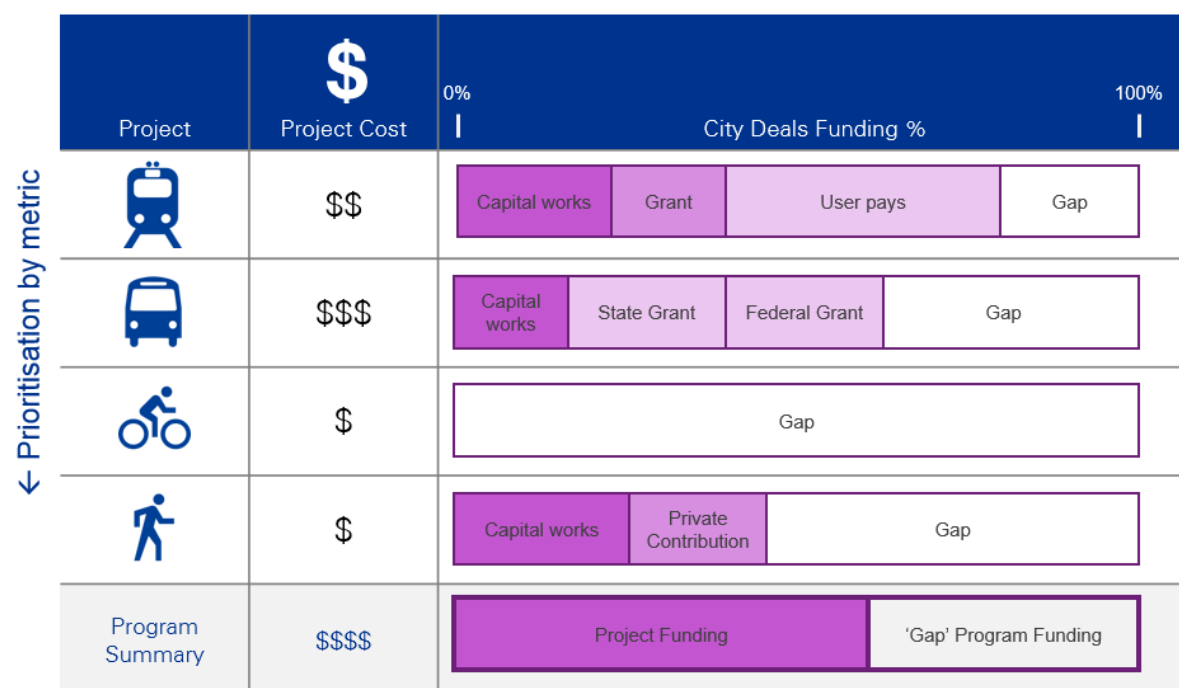 $
0%
100%
Project
Project Cost
City Deals Funding %
← Prioritisation by metric
$$
Capital works
Grant
User pays
Gap
$$$
Capital
works
State Grant
Federal Grant
Gap
$
Gap
$
Capital works
Private
Contribution
Gap
Program
Summary
$$$$
Project Funding
‘Gap’ Program Funding